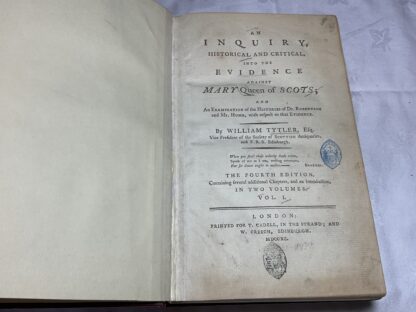 AN
INQUIRY,
HISTORICAL AND CRITICAL,
INTO THE
EVIDENCE
AGAINST
MARY Queen of SCOTS;
AND
An EXAMINATION of the HISTORIES of Dr. ROBERTSON
and Mr. HUME, with respect to that EVIDENCE.
By WILLIAM TYTLER, Esq.
Vice President of the Society of SCOTTISH Antiquaries,
and F. R. S. Edinburgh.
THE FOURTH EDITION,
Containing several additional Chapters, and an Introduction,
IN TWO VOLUMES.
VOL. I.
LONDON:
PRINTED FOR T. CADELL, IN THE STRAND; AND
W. CREECH, EDINBURGH.
MDCCXC.